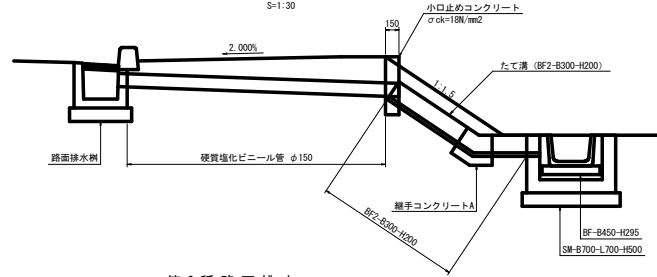 S=1:30
小口止めコンクリート
σck=18N/mm2
150
2.000%
たて溝（BF2-B300-H200）
1:1.5
路面排水桝
硬質塩化ビニール管 φ150
継手コンクリートA
BF2-B300-H200
BF-B450-H295
SM-B700-L700-H500